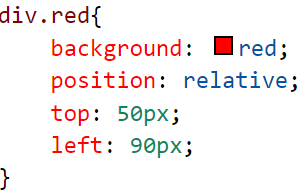 div.red{
    background: red;
    position: relative;
    top: 50px;
    left: 90px;
}